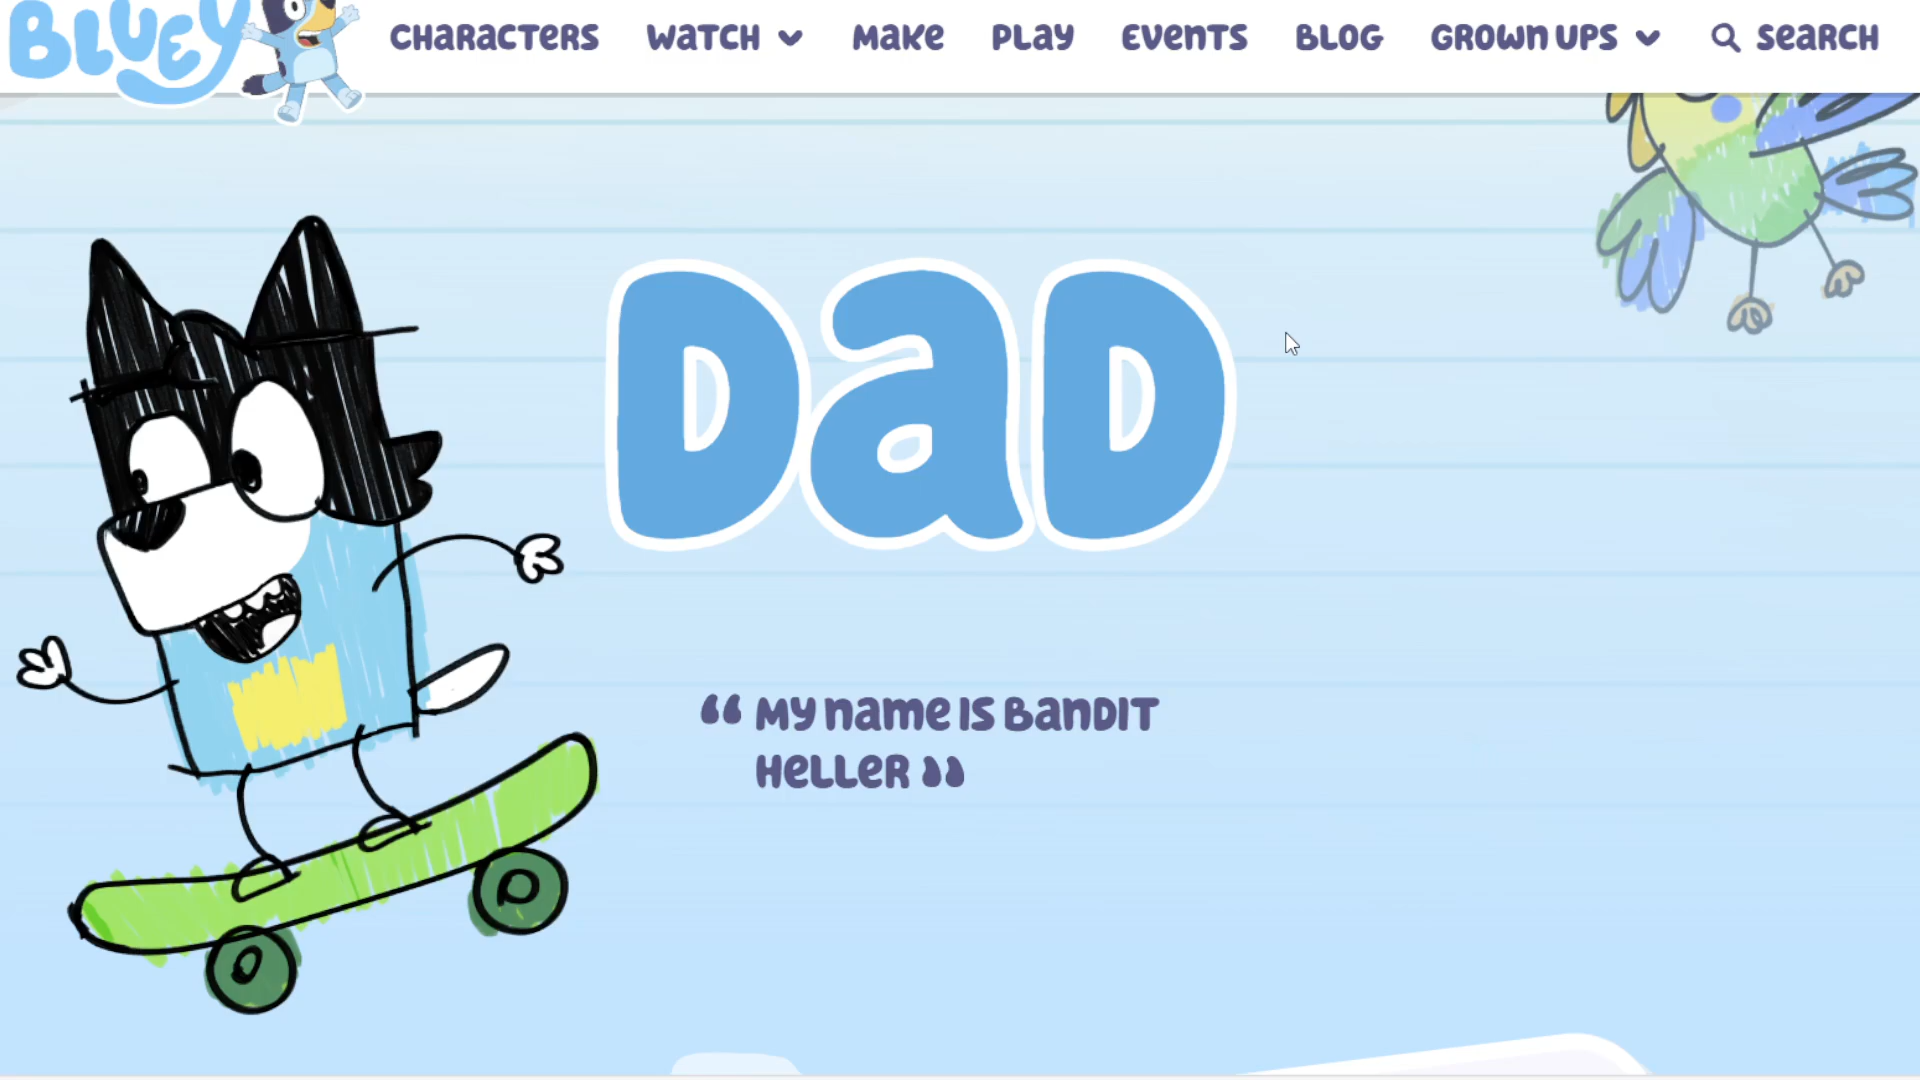 BLUEY
CHARACTERS WATCH MAKE PLAY EVENTS BLOG GROWN UPS SEARCH
DAD
“ MY NAME IS BANDIT
HELLER ”